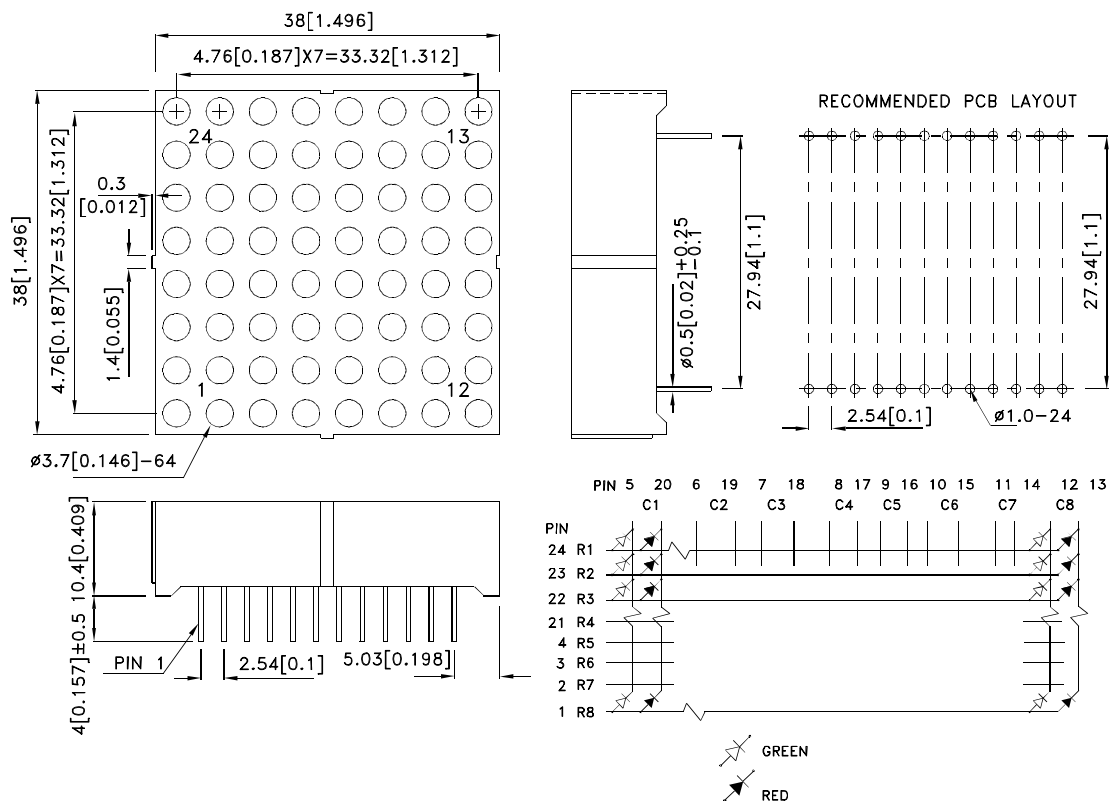 38[1.496]
4.76[0.187]X7=33.32[1.312]
24 13
0.3
[0.012]
38[1.496]
4.76[0.187]X7=33.32[1.312]
1.4[0.055]
1 12
ø3.7[0.146]-64
ø0.5[0.02]+0.25
-0.1
27.94[1.1]
RECOMMENDED PCB LAYOUT
27.94[1.1]
2.54[0.1]
ø1.0-24
10.4[0.409]
4[0.157]±0.5
PIN 1
2.54[0.1]
5.03[0.198]
PIN 5 20 6 19 7 18 8 17 9 16 10 15 11 14 12 13
C1 C2 C3 C4 C5 C6 C7 C8
PIN
24 R1
23 R2
22 R3
21 R4
4 R5
3 R6
2 R7
1 R8
GREEN
RED